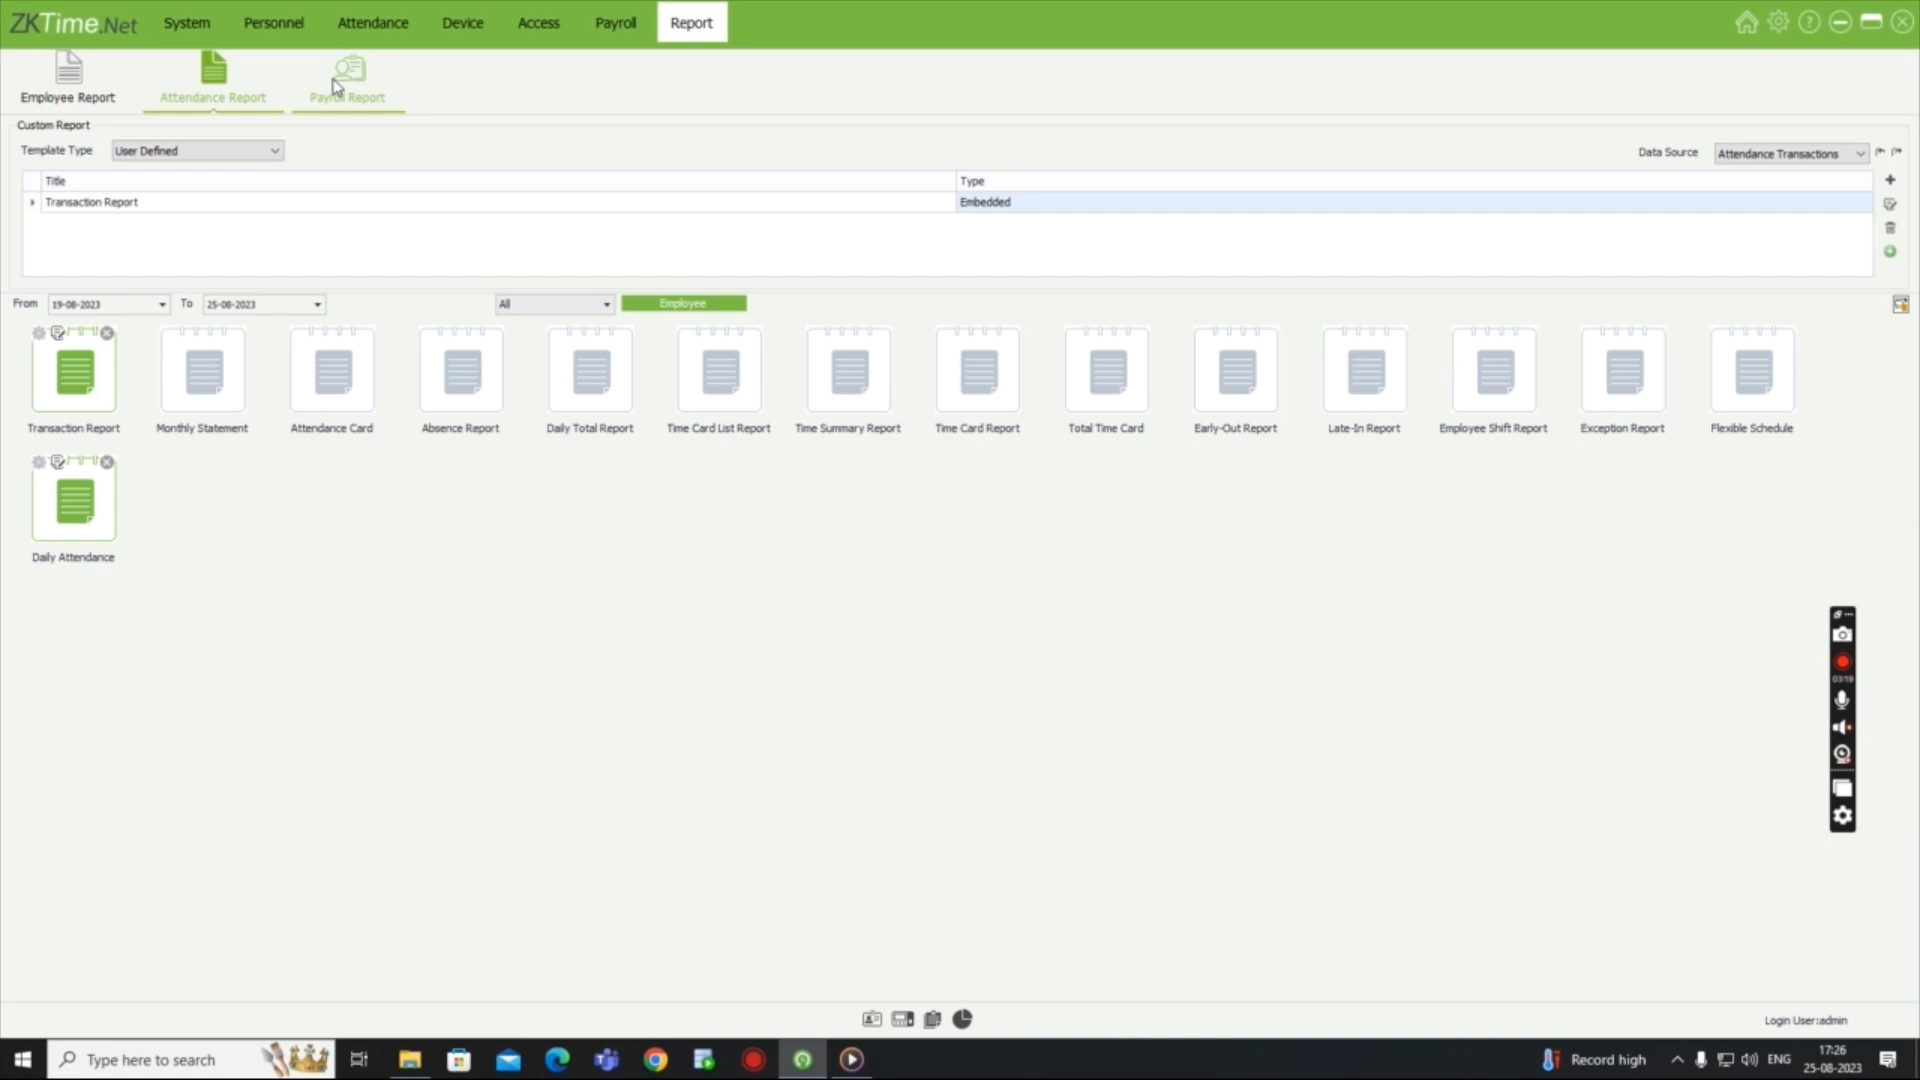 ZKTime.Net System Personnel Attendance Device Access Payroll Report
Employee Report Attendance Report Payroll Report
Custom Report
Template Type User Defined Data Source Attendance Transactions
Title Type
Transaction Report Embedded
From 19-08-2023 To 25-08-2023 All Employee
Transaction Report Monthly Statement Attendance Card Absence Report Daily Total Report Time Card List Report Time Summary Report Time Card Report Total Time Card Early-Out Report Late-In Report Employee Shift Report Exception Report Flexible Schedule
Daily Attendance
03:19
Login User:admin
Type here to search Record high ENG 17:26
25-08-2023